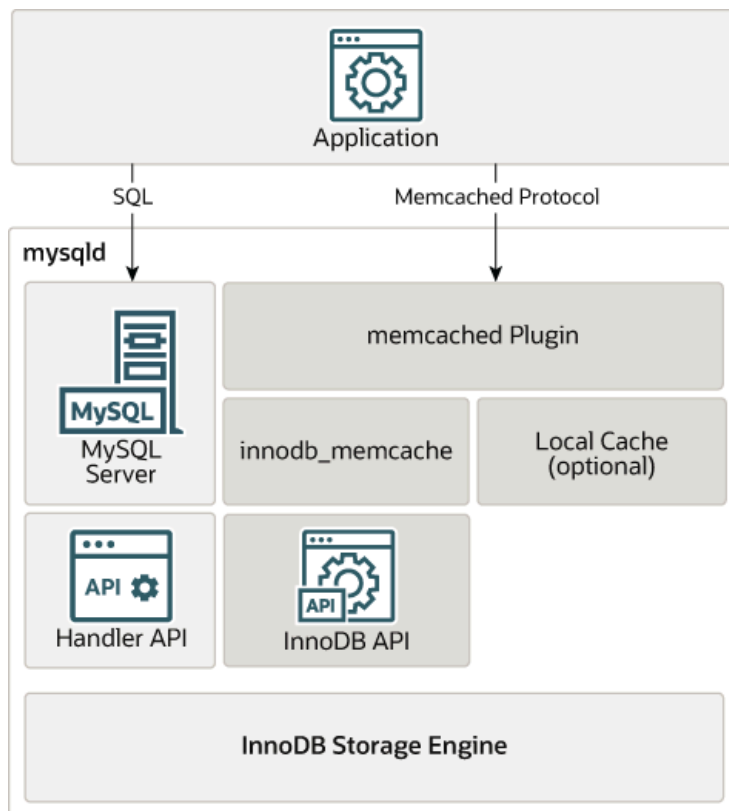 Application
SQL
Memcached Protocol
mysqld
MySQL
MySQL
Server
memcached Plugin
innodb_memcache
Local Cache
(optional)
API
Handler API
API
InnoDB API
InnoDB Storage Engine